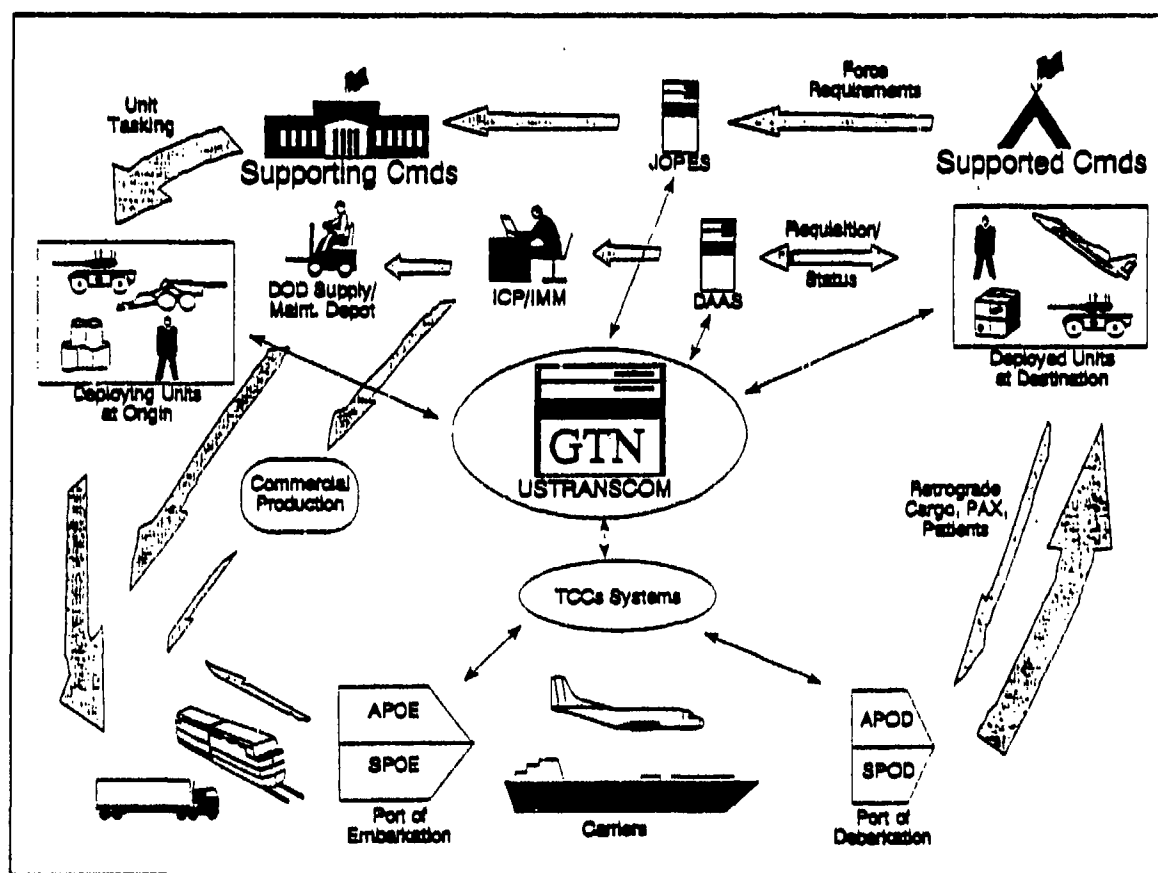 Unit
Tasking
Supporting Cmds
JOPES
Force
Requirements
Supported Cmds
DOD Supply/
Maint. Depot
ICP/IMM
DAAS
Requisition/
Status
Deploying Units
at Origin
Deployed Units
at Destination
GTN
USTRANSCOM
Commercial
Production
Retrograde
Cargo, PAX,
Patients
TCCs Systems
APOE
SPOE
Port of
Embarkation
Carriers
APOD
SPOD
Port of
Debarkation